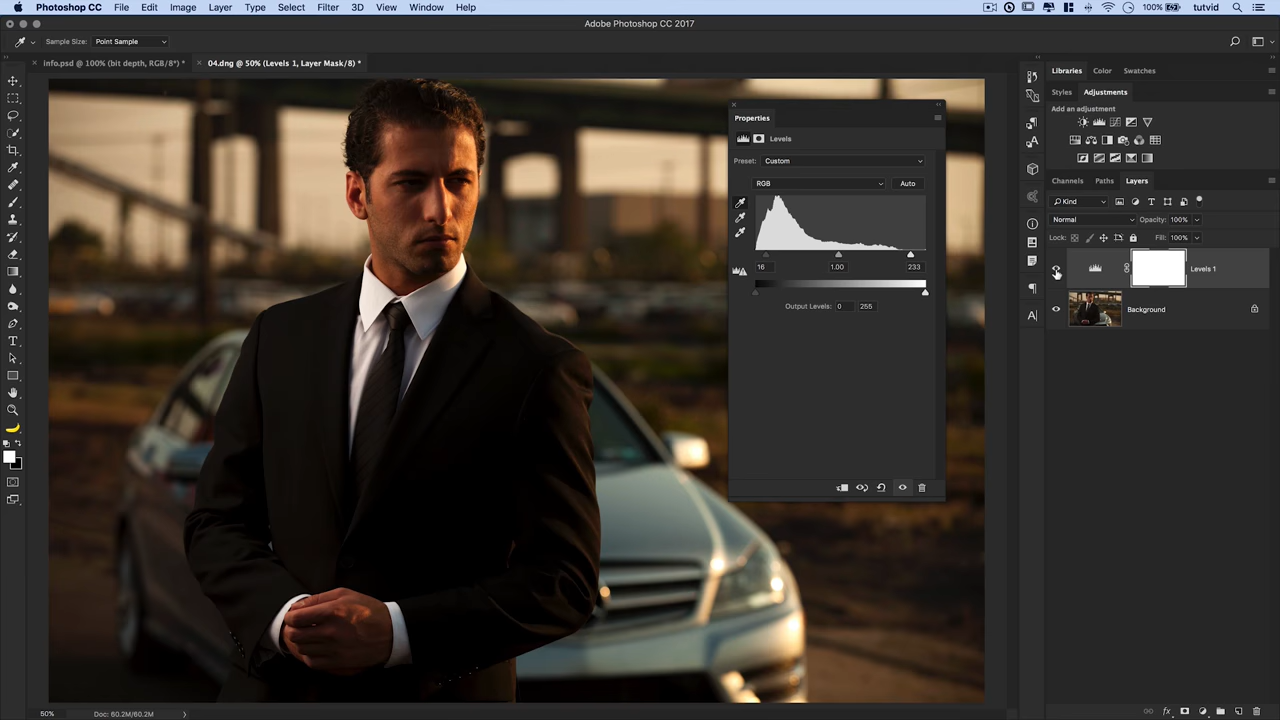 Photoshop CC File Edit Image Layer Type Select Filter 3D View Window Help 100% tutvid
Adobe Photoshop CC 2017
Sample Size: Point Sample
info.psd @ 100% (bit depth, RGB/8*) * 04.dng @ 50% (Levels 1, Layer Mask/8) *
Libraries Color Swatches
Styles Adjustments
Add an adjustment
Properties
Levels
Preset: Custom
RGB Auto
16 1.00 233
Output Levels: 0 255
Channels Paths Layers
Kind
Normal Opacity: 100%
Lock: Fill: 100%
Levels 1
Background
50% Doc: 60.2M/60.2M